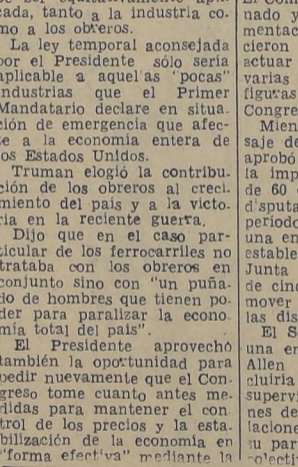 cada, tanto a la industria co-
mo a los obreros.
La ley temporal aconsejada
por el Presidente sólo sería
aplicable a aquel'as "pocas"
industrias que el Primer
Mandatario declare en situa-
ción de emergencia que afec-
te a la economía entera de
los Estados Unidos.
Truman elogió la contribu-
ción de los obreros al creci-
miento del país y a la victo-
ria en la reciente guerra.
Dijo que en el caso par-
ticular de los ferrocarriles no
trataba con los obreros en
conjunto sino con "un puña-
do de hombres que tienen po-
der para paralizar la econo-
mía total del país".
El Presidente aprovechó
también la oportunidad para
pedir nuevamente que el Con-
greso tome cuanto antes me-
didas para mantener el con
trol de los precios y la esta-
bilización de la economía en
"forma efectiva" mediante la
nado y
mentac
cieron
actuar
varias
figuras
Congre
Mien
saje de
aprobó
la imp
de 60
d'sputa
periodo
una en
estable
Junta
de cinc
mover
las dis
El S
una en
Allen
cluiría
supervi
nes de
lacione
su par
colectiv